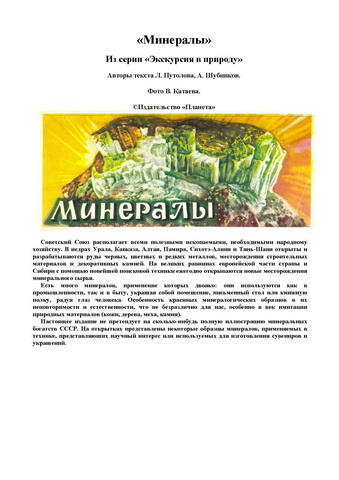 «Минералы»
Из серии «Экскурсия в природу»
Авторы текста Л. Путолова, А. Шубников.
Фото В. Катаева.
©Издательство «Планета»
Минералы
Советский Союз располагает всеми полезными ископаемыми, необходимыми народному
хозяйству. В недрах Урала, Кавказа, Алтая, Памира, Сихотэ-Алиня и Тянь-Шаня открыты и
разрабатываются руды черных, цветных и редких металлов, месторождения строительных
материалов и декоративных камней. На великих равнинах европейской части страны и
Сибири с помощью новейшей поисковой техники ежегодно открываются новые месторождения
минерального сырья.
Есть много минералов, применение которых двояко: они используются как в
промышленности, так и в быту, украшая собой помещение, письменный стол или книжную
полку, радуя глаз человека. Особенность красивых минералогических образцов в их
неповторимости и естественности, что не безразлично для нас, особенно в век имитации
природных материалов (кожи, дерева, меха, камня).
Настоящее издание не претендует на сколько-нибудь полную иллюстрацию минеральных
богатств СССР. На открытках представлены некоторые образцы минералов, применяемых в
технике, представляющих научный интерес или используемых для изготовления сувениров и
украшений.